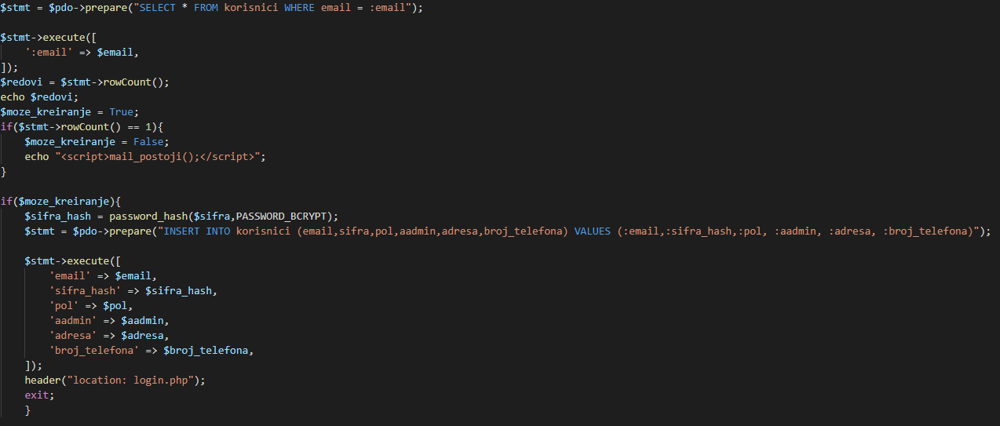 $stmt = $pdo->prepare("SELECT * FROM korisnici WHERE email = :email");
$stmt->execute([
':email' => $email,
]);
$redovi = $stmt->rowCount();
echo $redovi;
$moze_kreiranje = True;
if($stmt->rowCount() == 1){
$moze_kreiranje = False;
echo "<script>mail_postoji();</script>";
}
if($moze_kreiranje){
$sifra_hash = password_hash($sifra,PASSWORD_BCRYPT);
$stmt = $pdo->prepare("INSERT INTO korisnici (email,sifra,pol,aadmin,adresa,broj_telefona) VALUES (:email,:sifra_hash,:pol, :aadmin, :adresa, :broj_telefona)");
$stmt->execute([
'email' => $email,
'sifra_hash' => $sifra_hash,
'pol' => $pol,
'aadmin' => $aadmin,
'adresa' => $adresa,
'broj_telefona' => $broj_telefona,
]);
header("location: login.php");
exit;
}